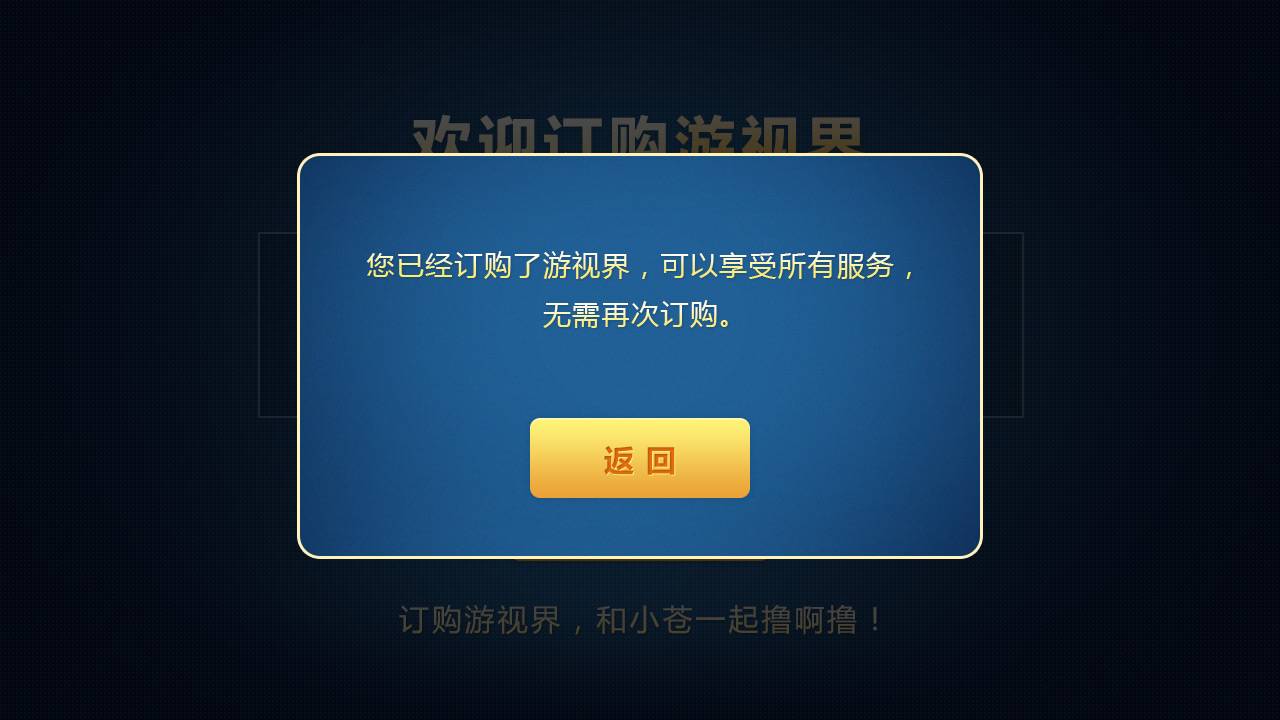 欢迎订购游视界
您已经订购了游视界，可以享受所有服务，
无需再次订购。
返回
订购游视界，和小苍一起撸啊撸！